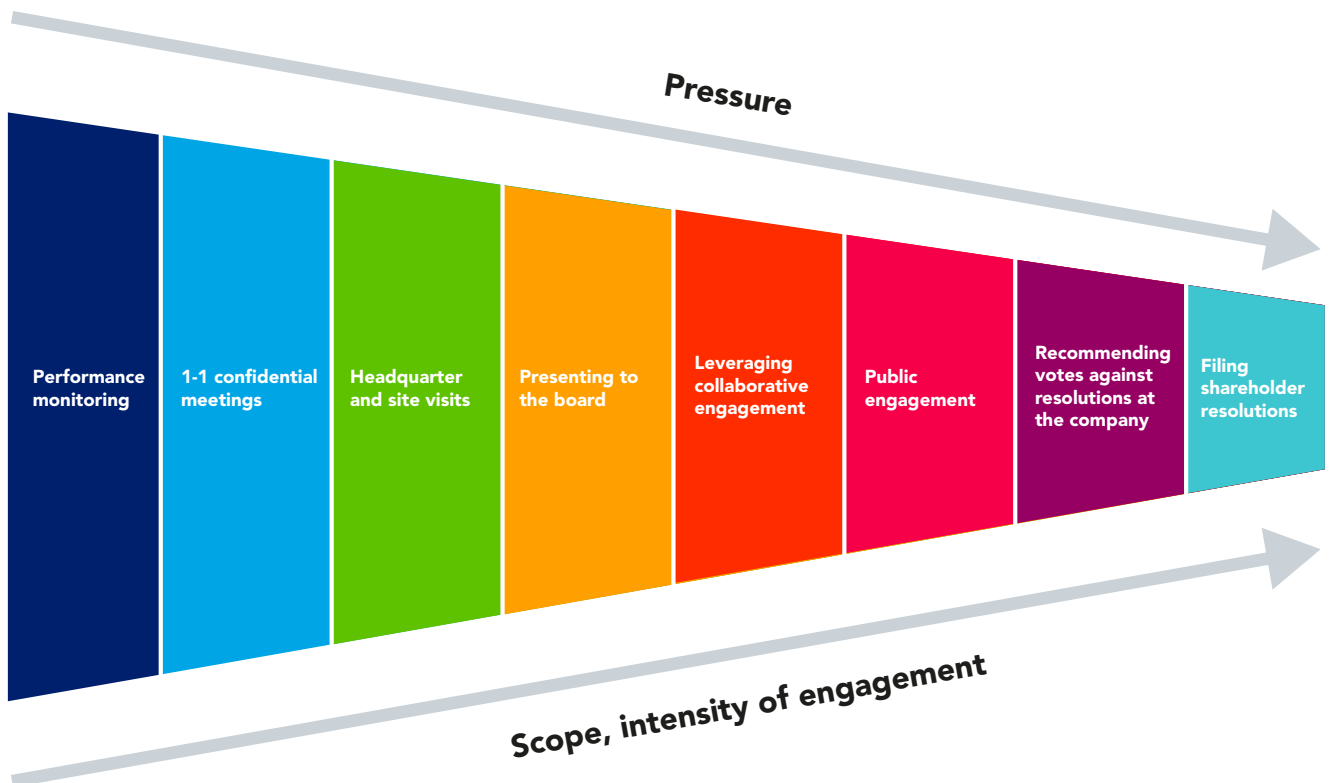 Pressure
Performance
monitoring
1-1 confidential
meetings
Headquarter
and site visits
Presenting to
the board
Leveraging
collaborative
engagement
Public
engagement
Recommending
votes against
resolutions at
the company
Filing
shareholder
resolutions
Scope, intensity of engagement